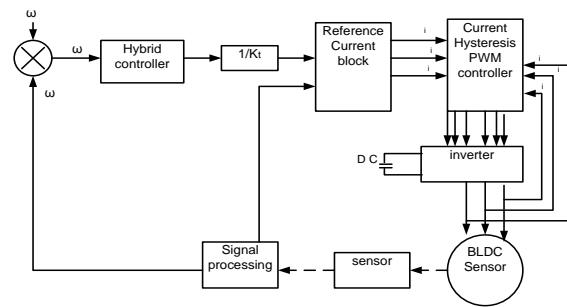 ω
ω
ω
Hybrid
controller
1/Kt
Reference
Current
block
i
i
i
Current
Hysteresis
PWM
controller
i
i
i
D C
inverter
BLDC
Sensor
sensor
Signal
processing